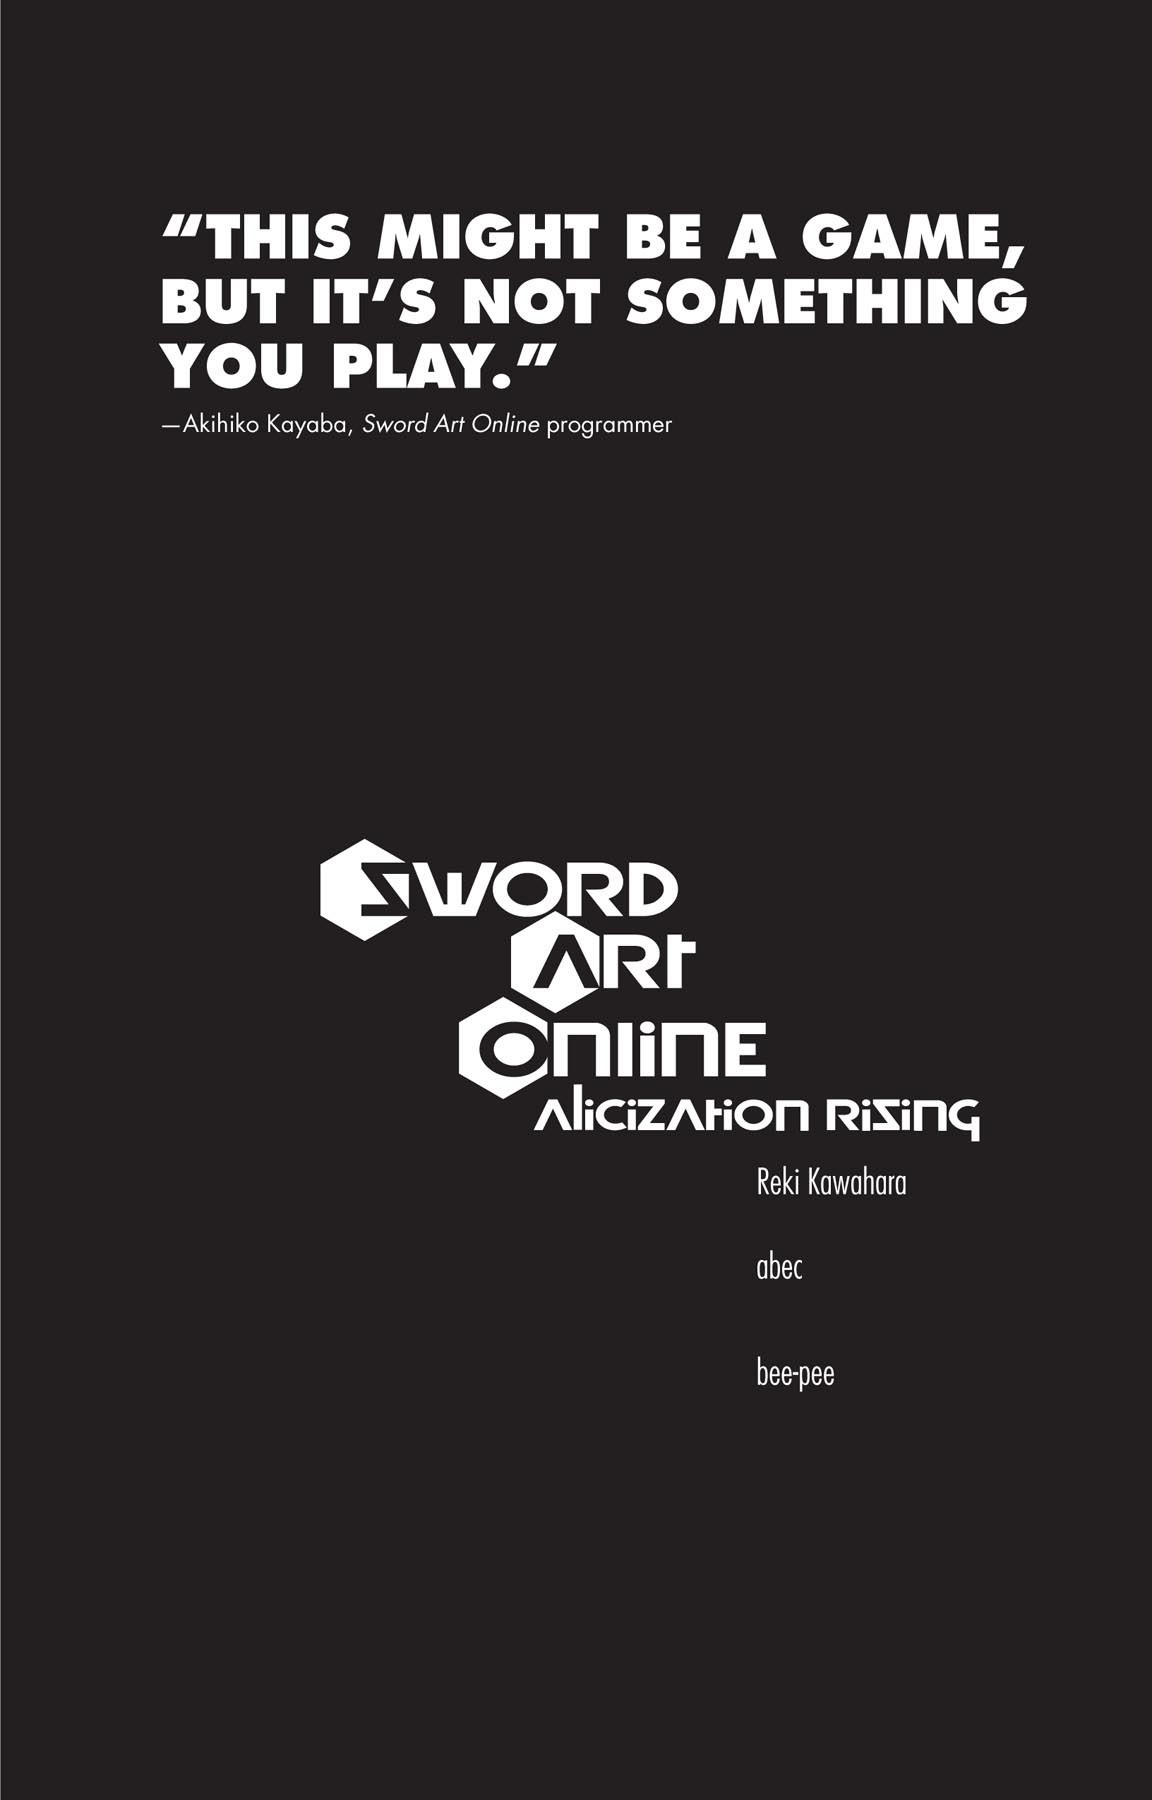 “THIS MIGHT BE A GAME,
BUT IT’S NOT SOMETHING
YOU PLAY.”
—Akihiko Kayaba, Sword Art Online programmer
SWORD
ART
ONLINE
ALICIZATION RISING
Reki Kawahara
abec
bee-pee